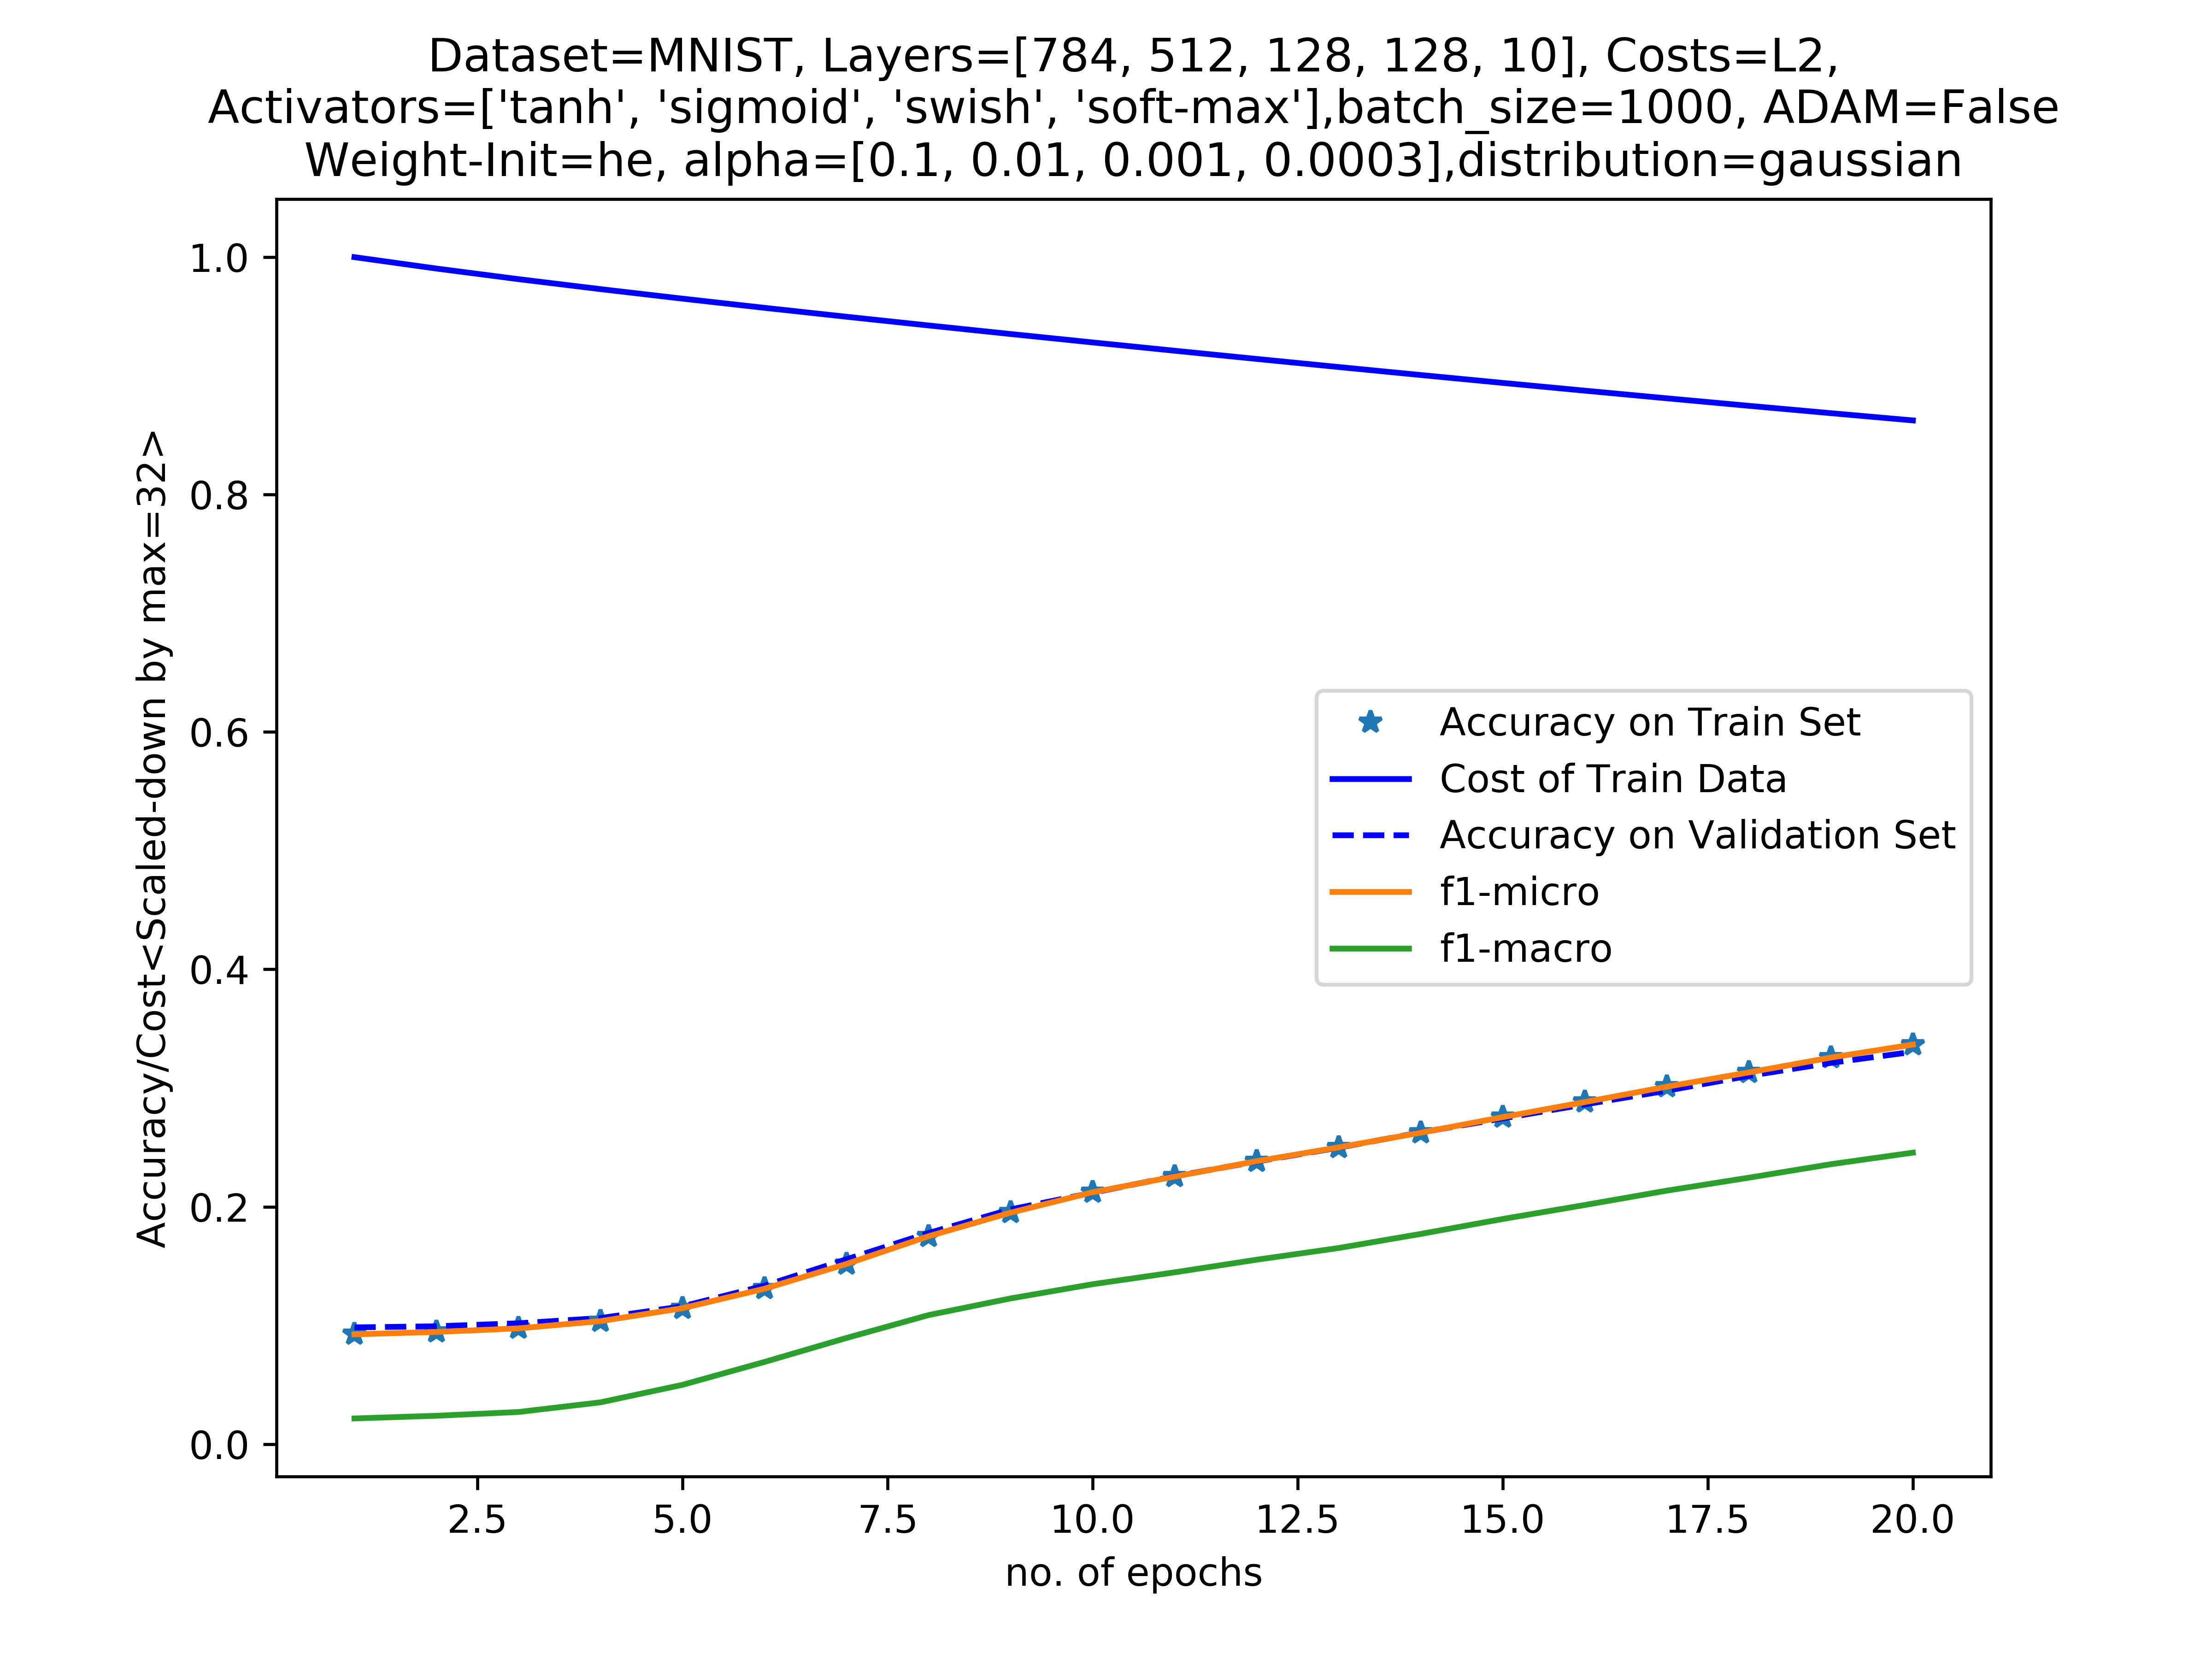 Dataset=MNIST, Layers=[784, 512, 128, 128, 10], Costs=L2,
Activators=['tanh', 'sigmoid', 'swish', 'soft-max'],batch_size=1000, ADAM=False
Weight-Init=he, alpha=[0.1, 0.01, 0.001, 0.0003],distribution=gaussian
Accuracy/Cost<Scaled-down by max=32>
1.0
0.8
0.6
0.4
0.2
0.0
Accuracy on Train Set
Cost of Train Data
Accuracy on Validation Set
f1-micro
f1-macro
2.5 5.0 7.5 10.0 12.5 15.0 17.5 20.0
no. of epochs